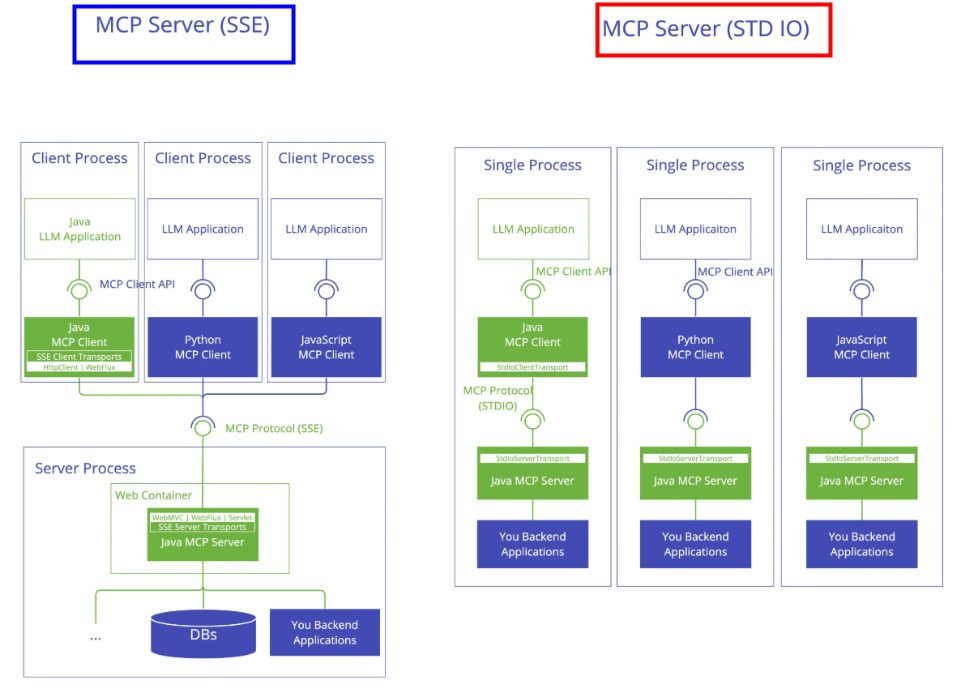 MCP Server (SSE)
MCP Server (STD IO)
Client Process
Client Process
Client Process
Java
LLM Application
LLM Application
LLM Application
MCP Client API
Java
MCP Client
SSE Client Transports
HttpClient | WebFlux
Python
MCP Client
JavaScript
MCP Client
MCP Protocol (SSE)
Server Process
Web Container
WebMVC | WebFlux | Servlet
SSE Server Transports
Java MCP Server
...
DBs
You Backend
Applications
Single Process
LLM Application
MCP Client API
Java
MCP Client
StdioClientTransport
MCP Protocol
(STDIO)
StdIoServerTransport
Java MCP Server
You Backend
Applications
Single Process
LLM Applicaiton
MCP Client API
Python
MCP Client
StdIoServerTransport
Java MCP Server
You Backend
Applications
Single Process
LLM Applicaiton
JavaScript
MCP Client
StdIoServerTransport
Java MCP Server
You Backend
Applications